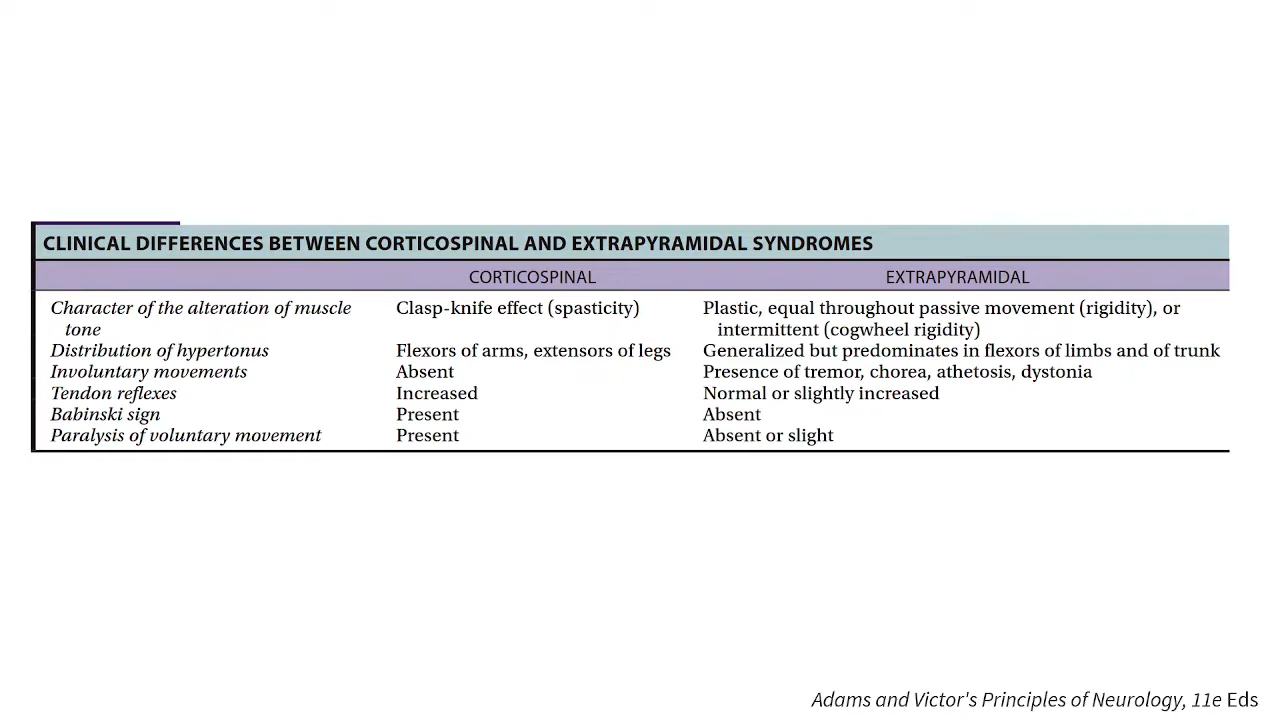 CLINICAL DIFFERENCES BETWEEN CORTICOSPINAL AND EXTRAPYRAMIDAL SYNDROMES
CORTICOSPINAL EXTRAPYRAMIDAL
Character of the alteration of muscle tone Clasp-knife effect (spasticity) Plastic, equal throughout passive movement (rigidity), or intermittent (cogwheel rigidity)
Distribution of hypertonus Flexors of arms, extensors of legs Generalized but predominates in flexors of limbs and of trunk
Involuntary movements Absent Presence of tremor, chorea, athetosis, dystonia
Tendon reflexes Increased Normal or slightly increased
Babinski sign Present Absent
Paralysis of voluntary movement Present Absent or slight
Adams and Victor's Principles of Neurology, 11e Eds